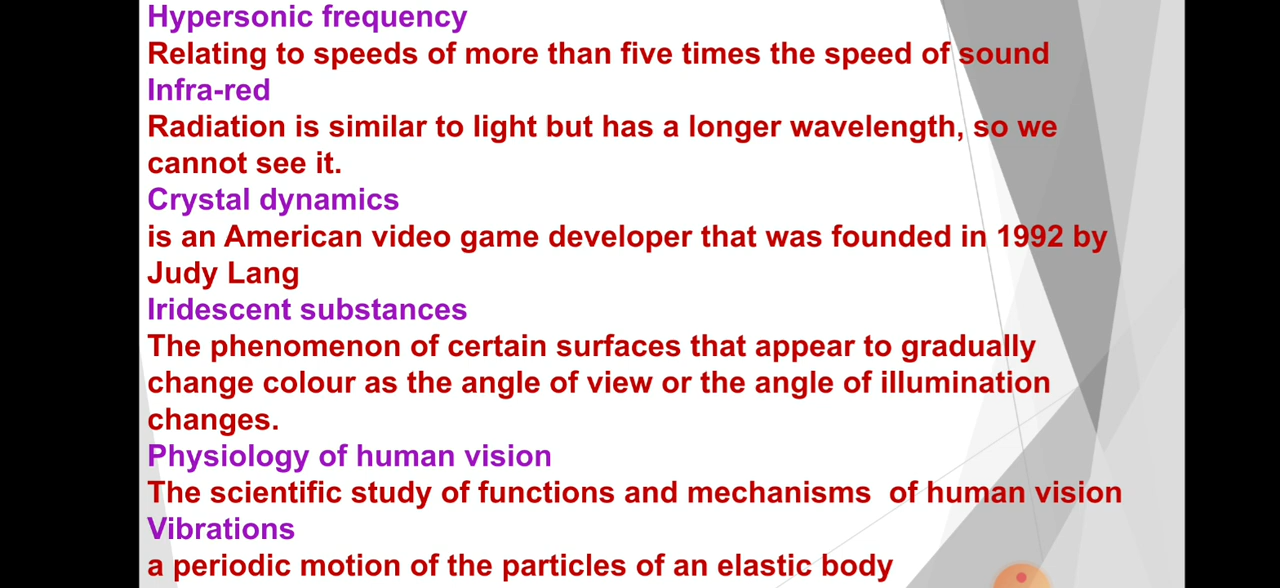 Hypersonic frequency
Relating to speeds of more than five times the speed of sound
Infra-red
Radiation is similar to light but has a longer wavelength, so we
cannot see it.
Crystal dynamics
is an American video game developer that was founded in 1992 by
Judy Lang
Iridescent substances
The phenomenon of certain surfaces that appear to gradually
change colour as the angle of view or the angle of illumination
changes.
Physiology of human vision
The scientific study of functions and mechanisms  of human vision
Vibrations
a periodic motion of the particles of an elastic body